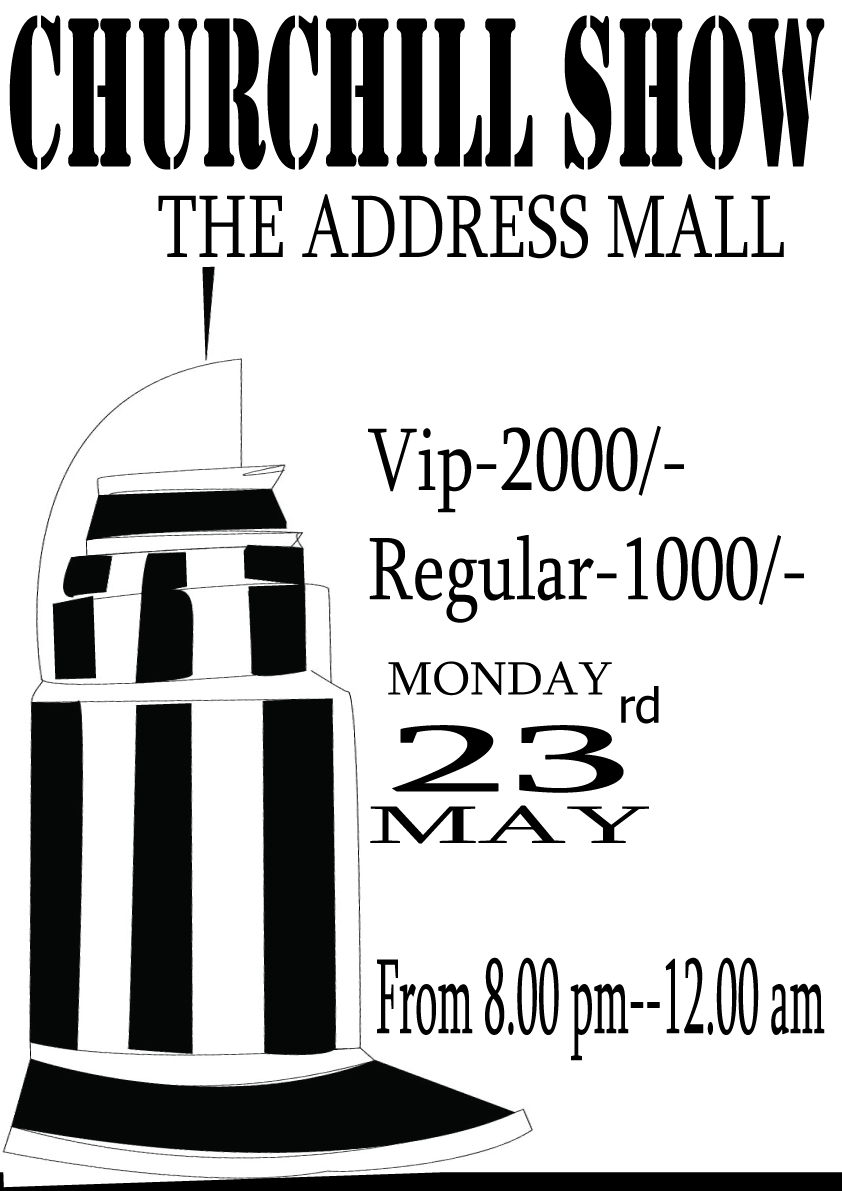 CHURCHILL SHOW
THE ADDRESS MALL
Vip-2000/-
Regular-1000/-
MONDAY
23rd
MAY
From 8.00 pm--12.00 am